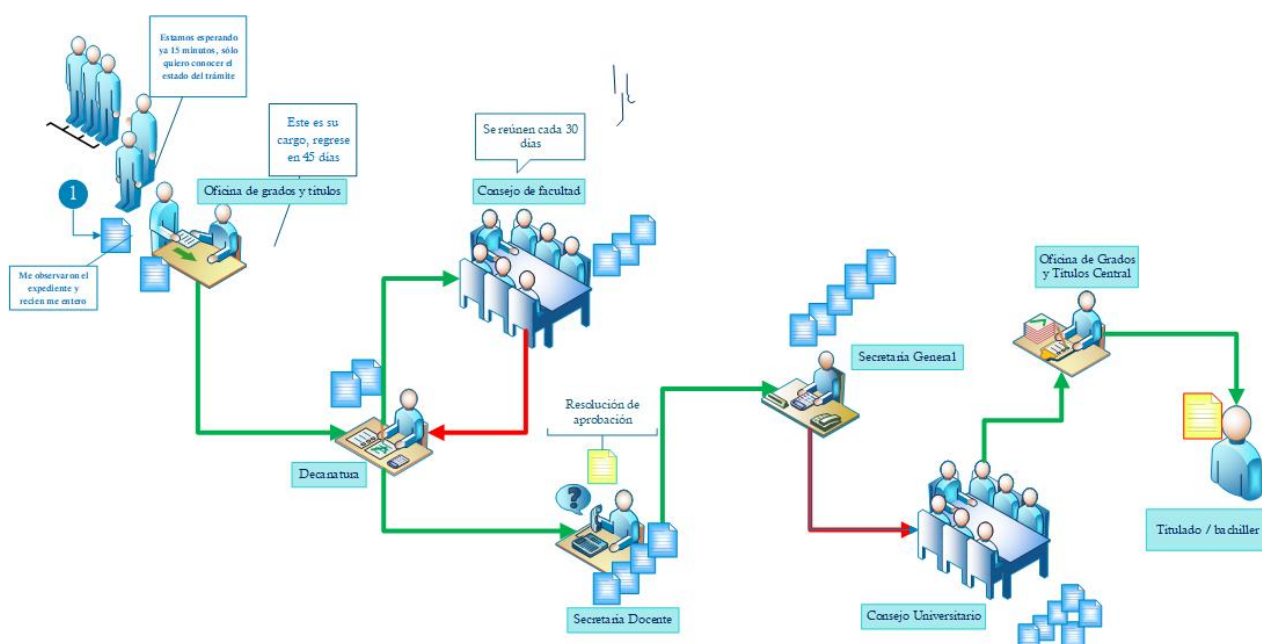 Estamos esperando
ya 15 minutos, sólo
quiero conocer el
estado del trámite
Este es su
cargo, regrese
en 45 días
Oficina de grados y títulos
1
Me observaron el
expediente y
recien me entero
Se reúnen cada 30
días
Consejo de facultad
Decanatura
Resolución de
aprobación
?
Secretaria Docente
Secretaria General
Consejo Universitario
Oficina de Grados
y Titulos Central
Titulado / bachiller